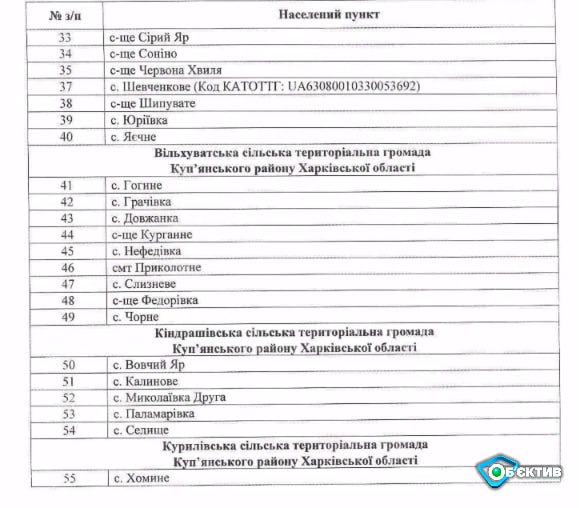 № з/п Населений пункт
33 с-ще Сірий Яр
34 с-ще Соніно
35 с-ще Червона Хвиля
37 с. Шевченкове (Код КАТОТТГ: UA63080010330053692)
38 с-ще Шипувате
39 с. Юріївка
40 с. Яєчне
Вільхуватська сільська територіальна громада
Куп'янського району Харківської області
41 с. Гогине
42 с. Грачівка
43 с. Довжанка
44 с-ще Курганне
45 с. Нефедівка
46 смт Приколотне
47 с. Слизневе
48 с-ще Федорівка
49 с. Чорне
Кіндрашівська сільська територіальна громада
Куп'янського району Харківської області
50 с. Вовчий Яр
51 с. Калинове
52 с. Миколаївка Друга
53 с. Паламарівка
54 с. Селище
Курилівська сільська територіальна громада
Куп'янського району Харківської області
55 с. Хомине
ОБЄКТИВ